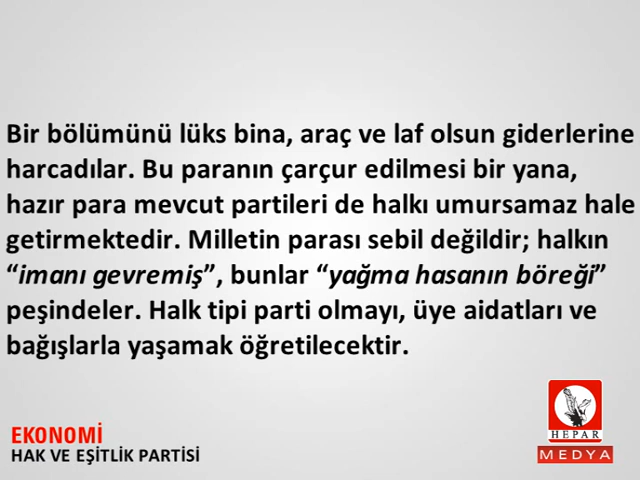 Bir bölümünü lüks bina, araç ve laf olsun giderlerine
harcadılar. Bu paranın çarçur edilmesi bir yana,
hazır para mevcut partileri de halkı umursamaz hale
getirmektedir. Milletin parası sebil değildir; halkın
“imanı gevremiş”, bunlar “yağma hasanın böreği”
peşindeler. Halk tipi parti olmayı, üye aidatları ve
bağışlarla yaşamak öğretilecektir.
EKONOMİ
HAK VE EŞİTLİK PARTİSİ
HEPAR
MEDYA